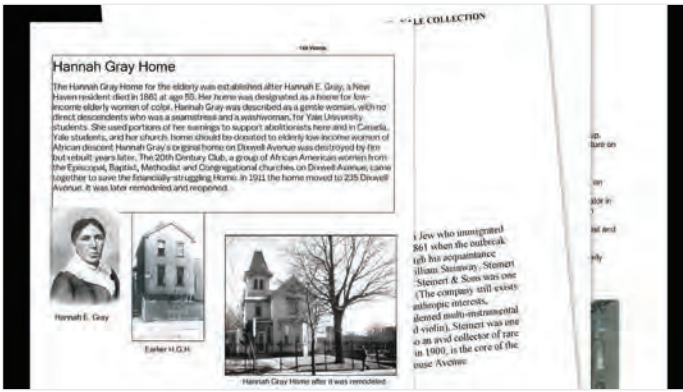 YALE COLLECTION
Hannah Gray Home
The Hannah Gray Home for the elderly was established after Hannah E. Gray, a New
Haven resident died in 1861 at age 55. Her home was designated as a home for low-
income elderly women of color. Hannah Gray was described as a gentle woman, with no
direct descendents who was a seamstress and a washwoman, for Yale University
students. She used portions of her earnings to support abolitionists here and in Canada,
Yale students, and her church. home should be donated to elderly low income women of
African descent Hannah Gray's original home on Dixwell Avenue was destroyed by fire
but rebuilt years later. The 20th Century Club, a group of African American women from
the Episcopal, Baptist, Methodist and Congregational churches on Dixwell Avenue, came
together to save the financially-struggling Home. In 1911 the home moved to 235 Dixwell
Avenue. It was later remodeled and reopened.
Hannah E. Gray
Earlier H.G.H.
Hannah Gray Home after it was remodeled
Jew who immigrated
861 when the outbreak
gh his acquaintance
illiam Steinway. Steinert
Steinert & Sons was one
(The company still exists
anthropic interests,
alented multi-instrumental
d violin), Steinert was one
o an avid collector of rare
in 1900, is the core of the
ouse Avenue